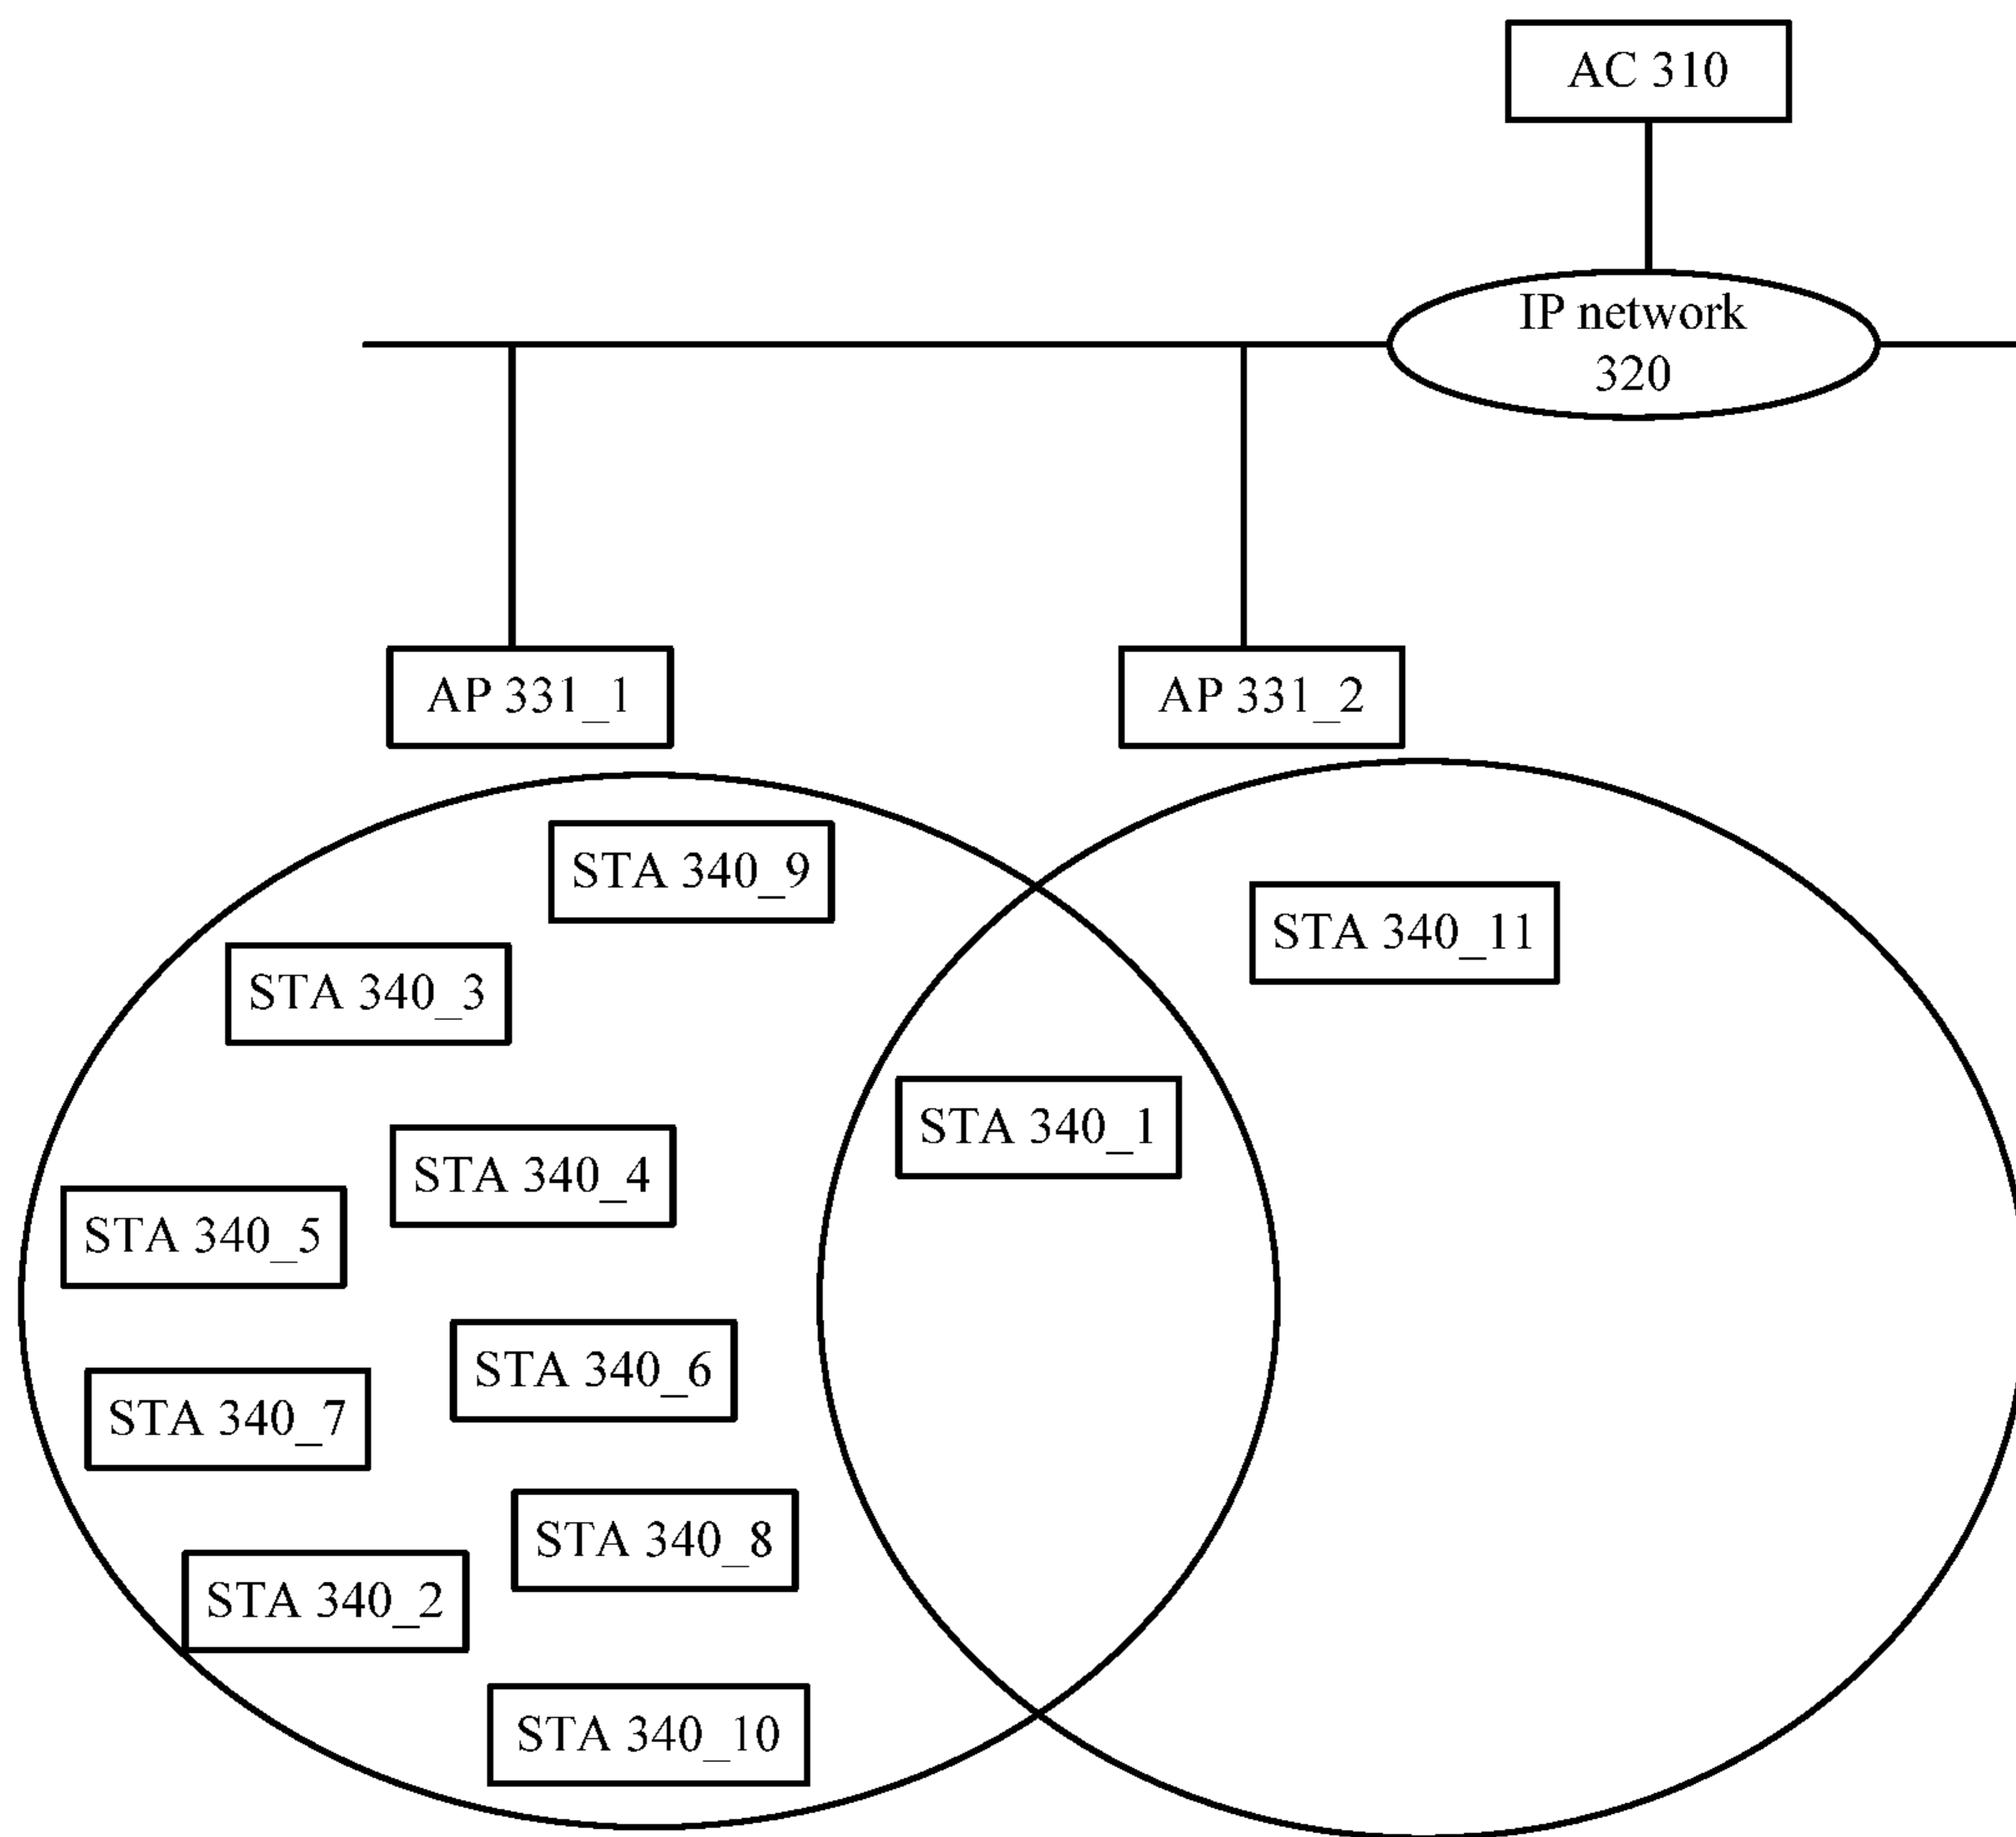 AC 310
IP network
320
AP 331_1
AP 331_2
STA 340_9
STA 340_11
STA 340_3
STA 340_1
STA 340_4
STA 340_5
STA 340_6
STA 340_7
STA 340_8
STA 340_2
STA 340_10